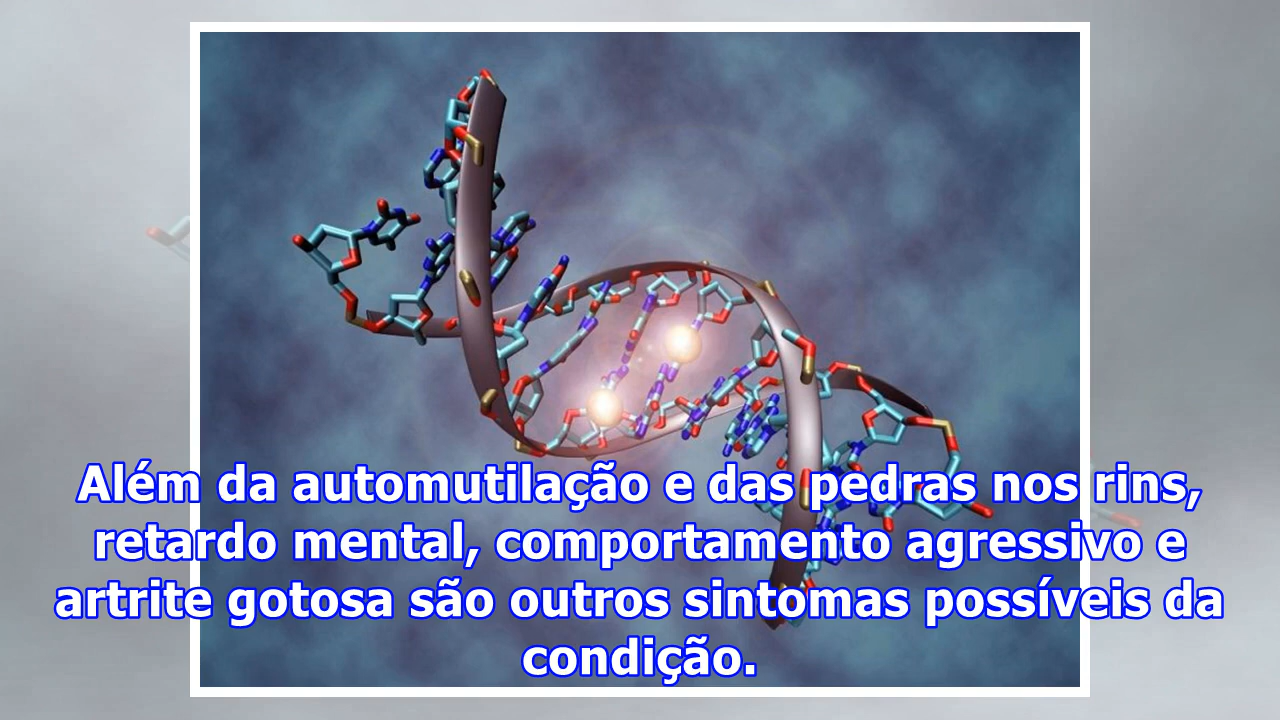 Além da automutilação e das pedras nos rins,
retardo mental, comportamento agressivo e
artrite gotosa são outros sintomas possíveis da
condição.